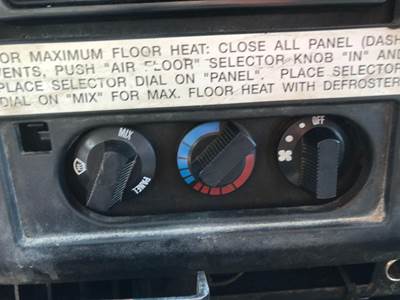 OR MAXIMUM FLOOR HEAT: CLOSE ALL PANEL (DASH
VENTS, PUSH "AIR FLOOR" SELECTOR KNOB "IN" AND
PLACE SELECTOR DIAL ON "PANEL". PLACE SELECTOR
DIAL ON "MIX" FOR MAX. FLOOR HEAT WITH DEFROSTER
MIX
PANEL
OFF